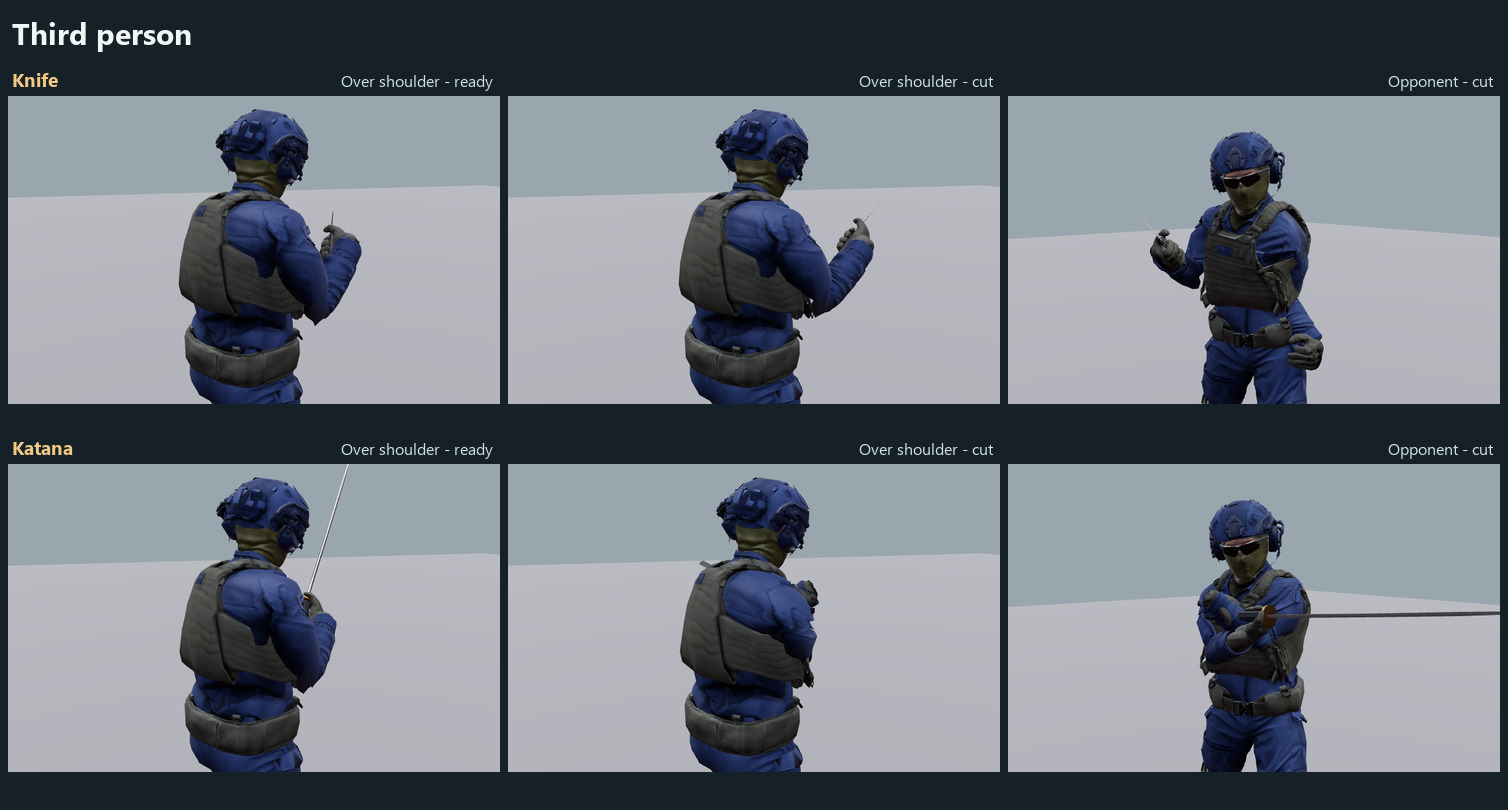 Third person
Knife
Over shoulder - ready
Over shoulder - cut
Opponent - cut
Katana
Over shoulder - ready
Over shoulder - cut
Opponent - cut